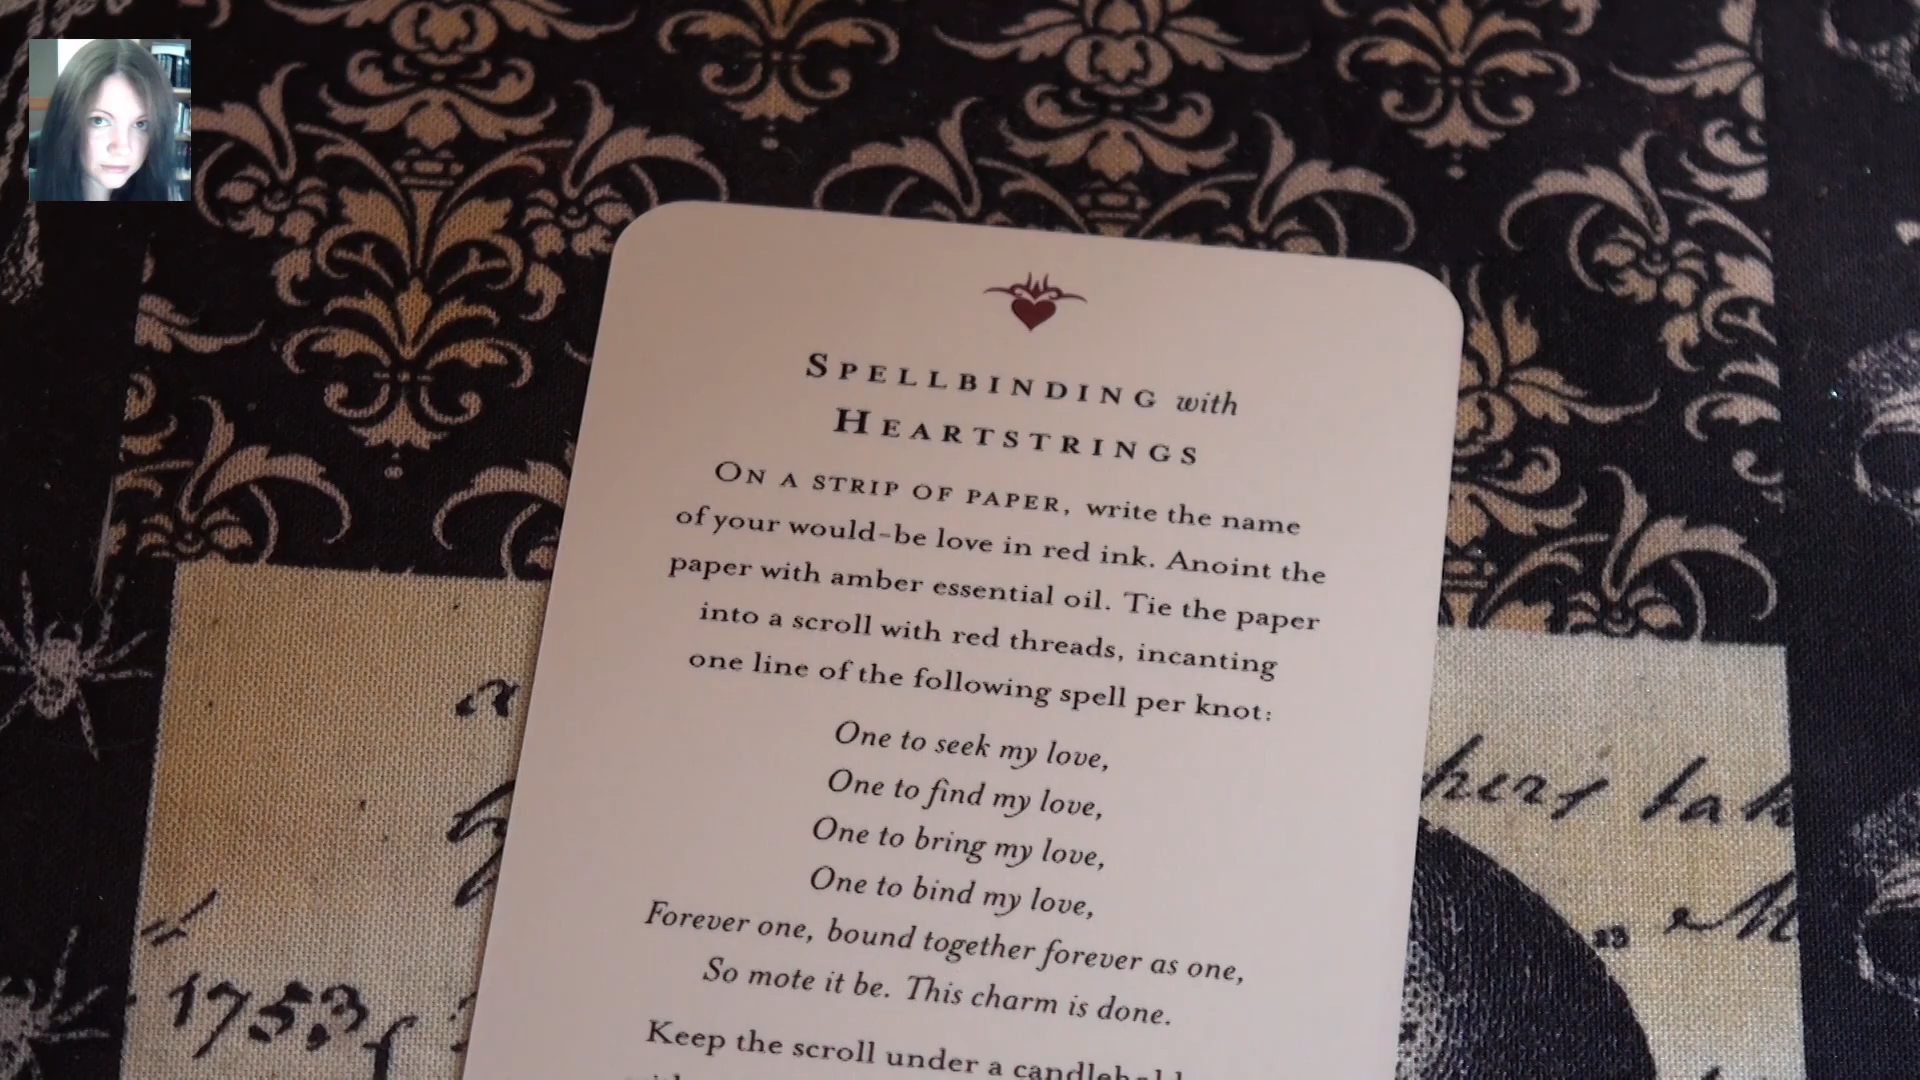 SPELLBINDING with
HEARTSTRINGS
ON A STRIP OF PAPER, write the name
of your would-be love in red ink. Anoint the
paper with amber essential oil. Tie the paper
into a scroll with red threads, incanting
one line of the following spell per knot:
One to seek my love,
One to find my love,
One to bring my love,
One to bind my love,
Forever one, bound together forever as one,
So mote it be. This charm is done.
Keep the scroll under a
1753